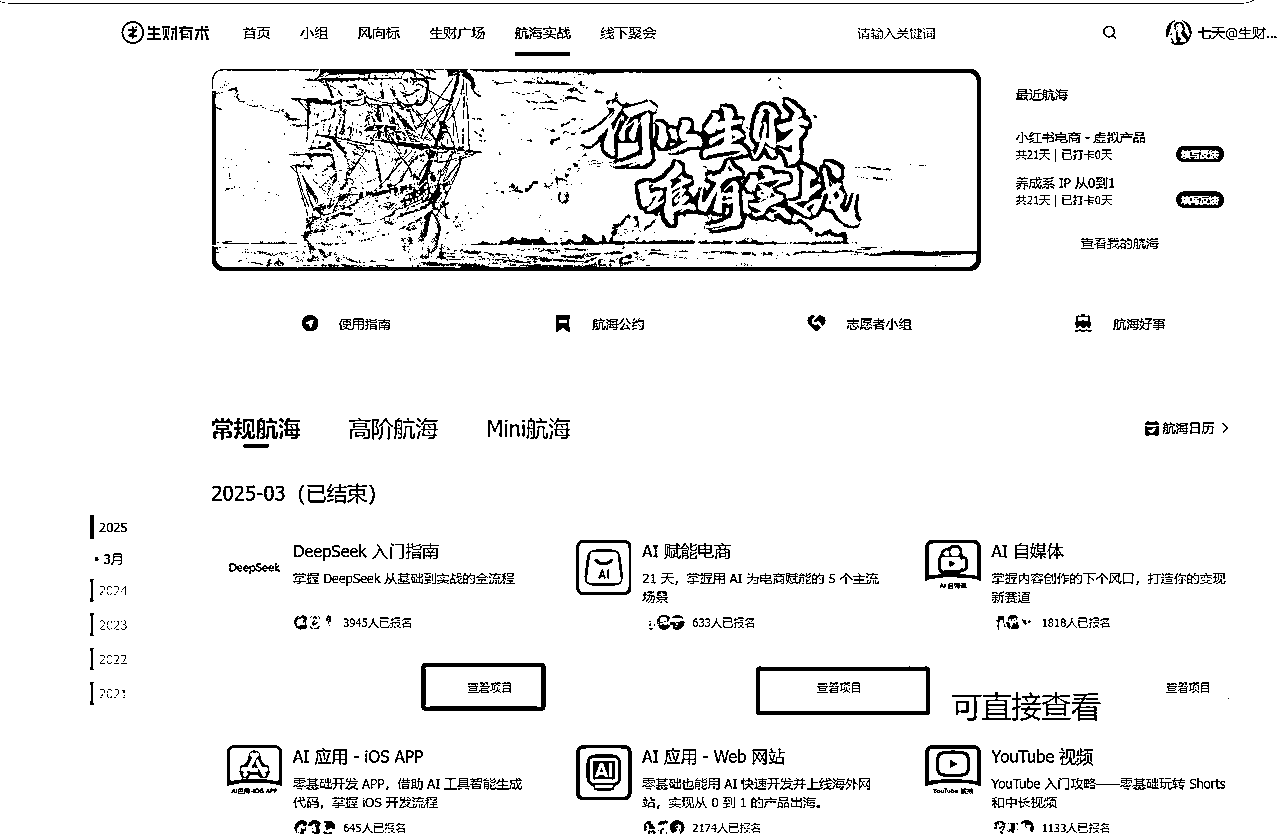 生财有术 首页 小组 风向标 生财广场 航海实战 线下聚会 请输入关键词 七天@生财...
何以生财
唯有实战
最近航海
小红书电商 - 虚拟产品
共21天 | 已打卡0天 填写反馈
养成系 IP 从0到1
共21天 | 已打卡0天 填写反馈
查看我的航海
使用指南 航海公约 志愿者小组 航海好事
常规航海 高阶航海 Mini航海 航海日历
2025-03（已结束）
2025
• 3月
2024
2023
2022
2021
DeepSeek
DeepSeek 入门指南
掌握 DeepSeek 从基础到实战的全流程
3945人已报名
查看项目
AI
AI 赋能电商
21 天，掌握用 AI 为电商赋能的 5 个主流
场景
633人已报名
查看项目
AI 自媒体
AI 自媒体
掌握内容创作的下个风口，打造你的变现
新赛道
1818人已报名
查看项目
可直接查看
AI应用-iOS APP
AI 应用 - iOS APP
零基础开发 APP，借助 AI 工具智能生成
代码，掌握 iOS 开发流程
645人已报名
AI
AI 应用 - Web 网站
零基础也能用 AI 快速开发并上线海外网
站，实现从 0 到 1 的产品出海。
2174人已报名
YouTube 视频
YouTube 视频
YouTube 入门攻略——零基础玩转 Shorts
和中长视频
1133人已报名